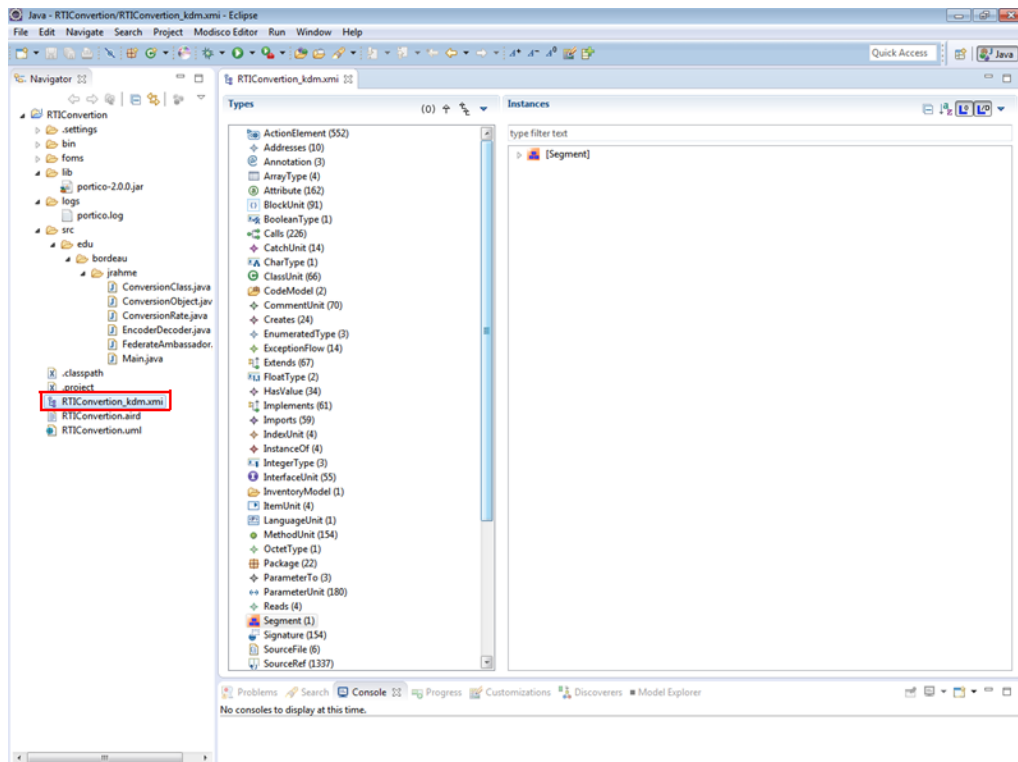 Java - RTIConvertion/RTIConvertion_kdm.xmi - Eclipse
File Edit Navigate Search Project Modisco Editor Run Window Help
Quick Access
Java
Navigator
RTIConvertion
.settings
bin
foms
lib
portico-2.0.0.jar
logs
portico.log
src
edu
bordeau
jrahme
ConversionClass.java
ConversionObject.jav
ConversionRate.java
EncoderDecoder.java
FederateAmbassador.
Main.java
.classpath
.project
RTIConvertion_kdm.xmi
RTIConvertion.aird
RTIConvertion.uml
RTIConvertion_kdm.xmi
Types
(0)
ActionElement (552)
Addresses (10)
Annotation (3)
ArrayType (4)
Attribute (162)
BlockUnit (91)
BooleanType (1)
Calls (226)
CatchUnit (14)
CharType (1)
ClassUnit (66)
CodeModel (2)
CommentUnit (70)
Creates (24)
EnumeratedType (3)
ExceptionFlow (14)
Extends (67)
FloatType (2)
HasValue (34)
Implements (61)
Imports (59)
IndexUnit (4)
InstanceOf (4)
IntegerType (3)
InterfaceUnit (55)
InventoryModel (1)
ItemUnit (4)
LanguageUnit (1)
MethodUnit (154)
OctetType (1)
Package (22)
ParameterTo (3)
ParameterUnit (180)
Reads (4)
Segment (1)
Signature (154)
SourceFile (6)
SourceRef (1337)
Instances
type filter text
[Segment]
Problems Search Console Progress Customizations Discoverers Model Explorer
No consoles to display at this time.